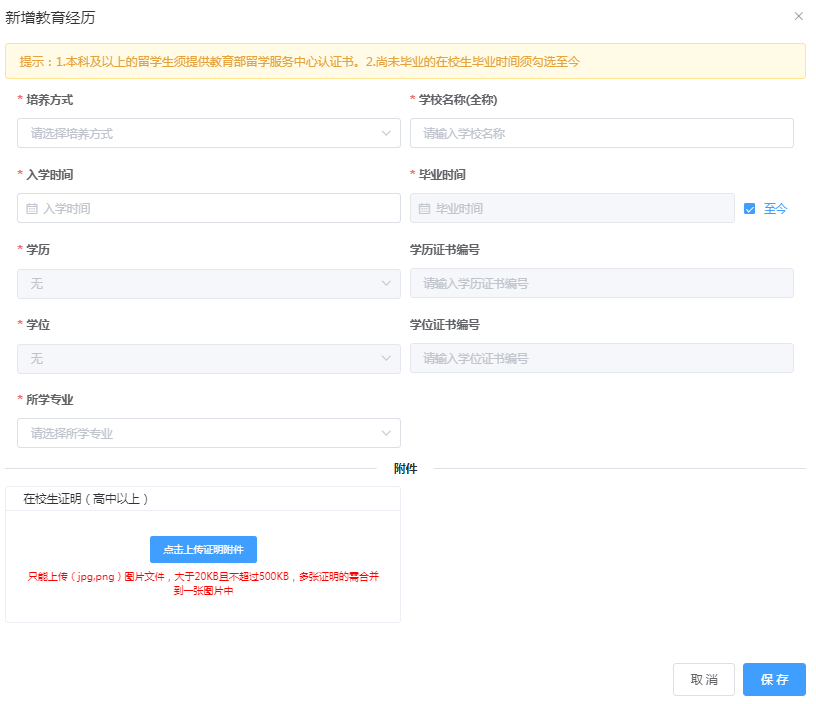 新增教育经历
提示：1.本科及以上的留学生须提供教育部留学服务中心认证书。2.尚未毕业的在校生毕业时间须勾选至今
* 培养方式
* 学校名称(全称)
请选择培养方式
请输入学校名称
* 入学时间
* 毕业时间
入学时间
毕业时间
至今
* 学历
学历证书编号
无
请输入学历证书编号
* 学位
学位证书编号
无
请输入学位证书编号
* 所学专业
请选择所学专业
附件
在校生证明（高中以上）
点击上传证明附件
只能上传（jpg,png）图片文件，大于20KB且不超过500KB，多张证明的需合并
到一张图片中
取消
保存